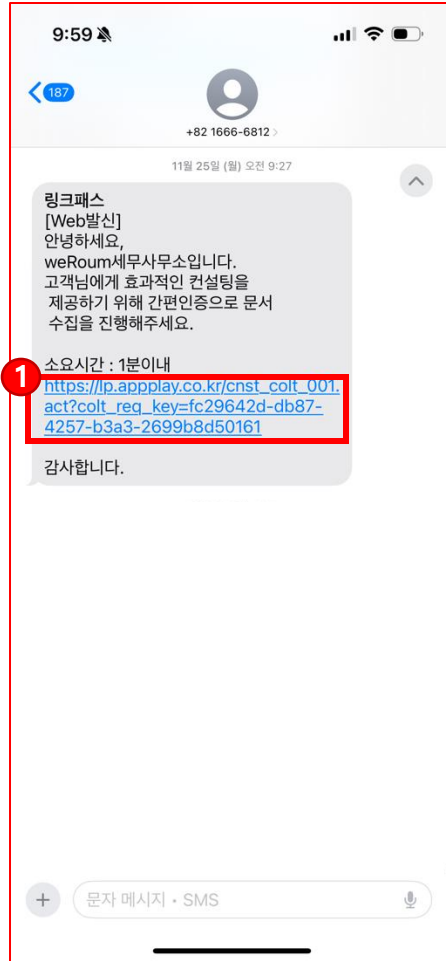 9:59
187
+82 1666-6812 >
11월 25일 (월) 오전 9:27
링크패스
[Web발신]
안녕하세요,
weRoum세무사무소입니다.
고객님에게 효과적인 컨설팅을
제공하기 위해 간편인증으로 문서
수집을 진행해주세요.
소요시간 : 1분이내
1
https://lp.appplay.co.kr/cnst_colt_001.
act?colt_req_key=fc29642d-db87-
4257-b3a3-2699b8d50161
감사합니다.
문자 메시지 • SMS